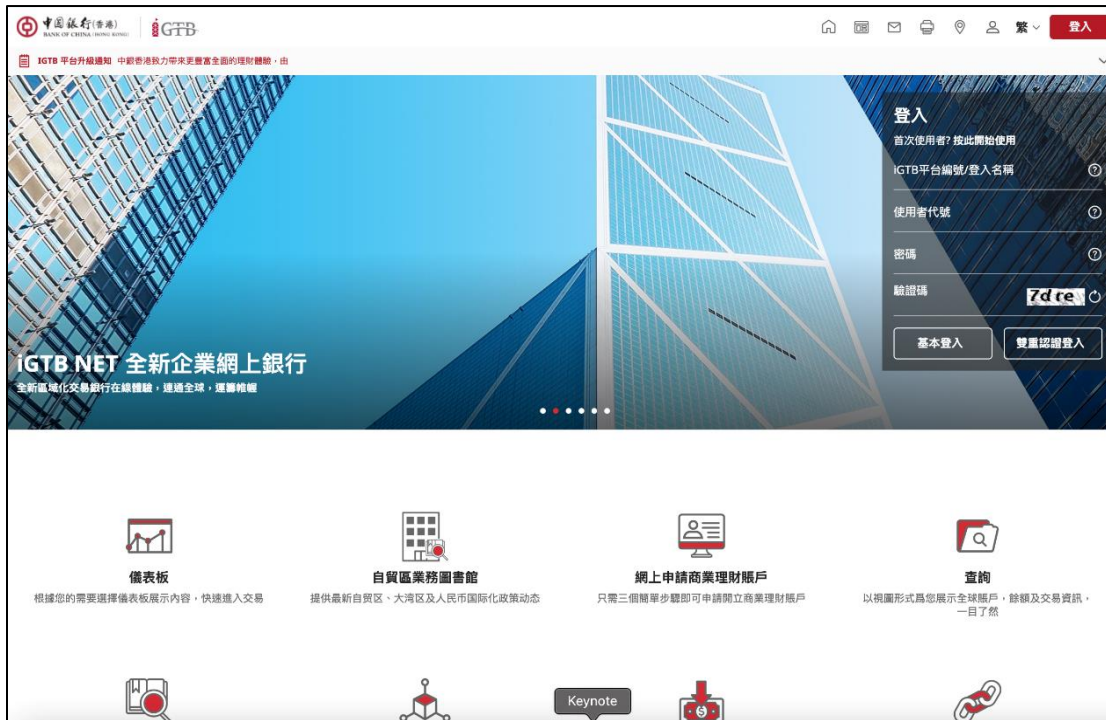 中国銀行(香港)
BANK OF CHINA (HONG KONG)
iGTB
繁
登入
IGTB 平台升級通知 中銀香港致力帶來更豐富全面的理財體驗，由
登入
首次使用者? 按此開始使用
iGTB平台編號/登入名稱
使用者代號
密碼
驗證碼
7dre
基本登入
雙重認證登入
iGTB NET 全新企業網上銀行
全新區域化交易銀行在線體驗，連通全球，運籌帷幄
儀表板
根據您的需要選擇儀表板展示內容，快速進入交易
自貿區業務圖書館
提供最新自贸区、大湾区及人民币国际化政策动态
網上申請商業理財賬戶
只需三個簡單步驟即可申請開立商業理財賬戶
查詢
以視圖形式爲您展示全球賬戶，餘額及交易資訊，
一目了然
Keynote